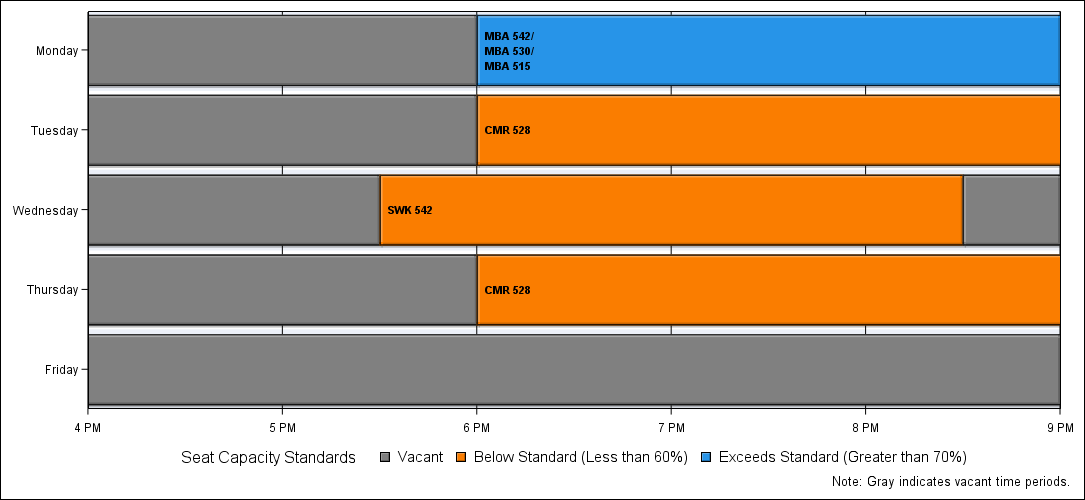 Monday
MBA 542/
MBA 530/
MBA 515
Tuesday
CMR 528
Wednesday
SWK 542
Thursday
CMR 528
Friday
4 PM 5 PM 6 PM 7 PM 8 PM 9 PM
Seat Capacity Standards Vacant Below Standard (Less than 60%) Exceeds Standard (Greater than 70%)
Note: Gray indicates vacant time periods.